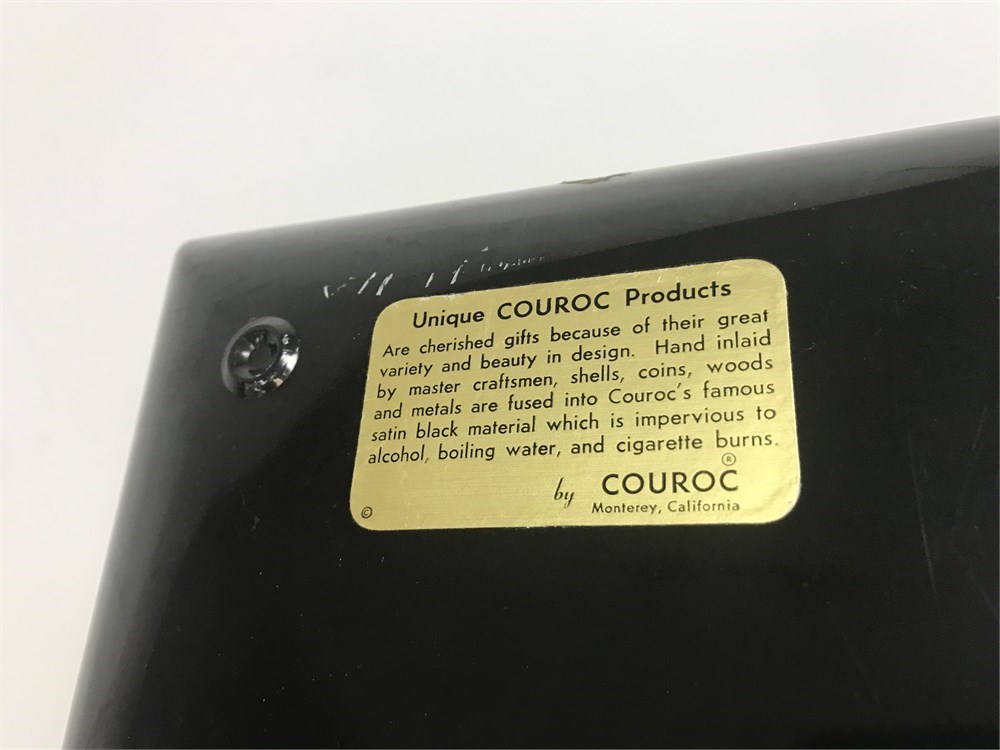 Unique COUROC Products
Are cherished gifts because of their great
variety and beauty in design. Hand inlaid
by master craftsmen, shells, coins, woods
and metals are fused into Couroc's famous
satin black material which is impervious to
alcohol, boiling water, and cigarette burns.
by COUROC®
Monterey, California
©